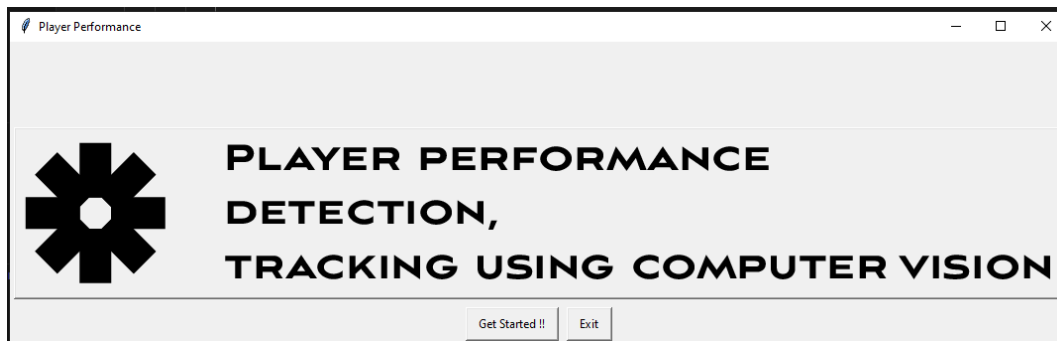 Player Performance
PLAYER PERFORMANCE
DETECTION,
TRACKING USING COMPUTER VISION
Get Started !!
Exit